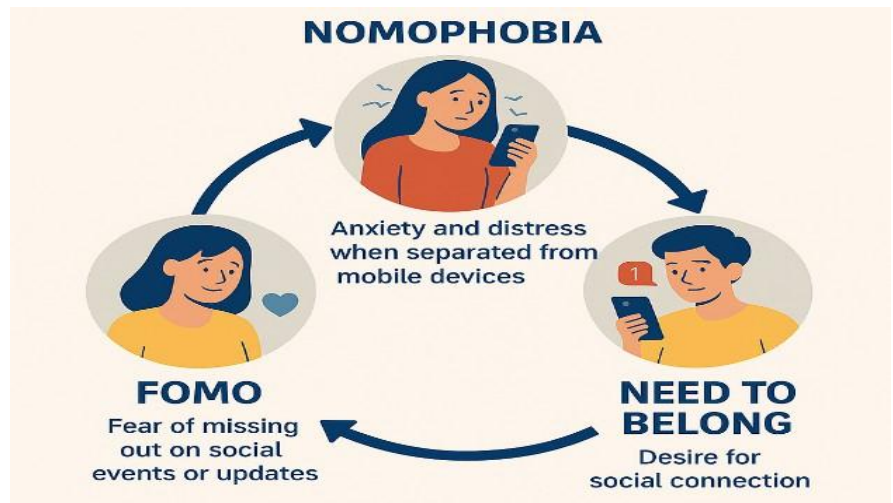 NOMOPHOBIA
Anxiety and distress
when separated from
mobile devices
1
FOMO
Fear of missing
out on social
events or updates
NEED TO
BELONG
Desire for
social connection